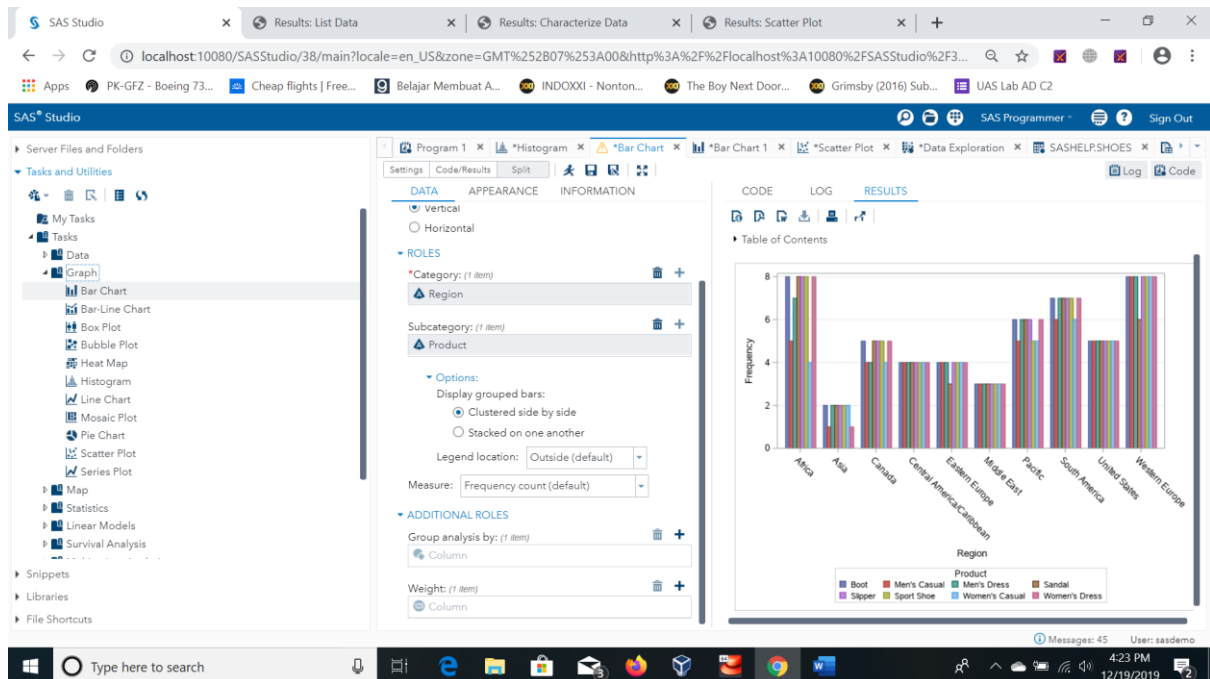 SAS Studio
Results: List Data
Results: Characterize Data
Results: Scatter Plot
localhost:10080/SASStudio/38/main?locale=en_US&zone=GMT%252B07%253A00&http%3A%2F%2Flocalhost%3A10080%2FSASStudio%2F3...
Apps PK-GFZ - Boeing 73... Cheap flights | Free... Belajar Membuat A... INDOXXI - Nonton... The Boy Next Door... Grimsby (2016) Sub... UAS Lab AD C2
SAS® Studio
SAS Programmer
Sign Out
Server Files and Folders
Tasks and Utilities
My Tasks
Tasks
Data
Graph
Bar Chart
Bar-Line Chart
Box Plot
Bubble Plot
Heat Map
Histogram
Line Chart
Mosaic Plot
Pie Chart
Scatter Plot
Series Plot
Map
Statistics
Linear Models
Survival Analysis
Snippets
Libraries
File Shortcuts
Program 1 *Histogram *Bar Chart *Bar Chart 1 *Scatter Plot *Data Exploration SASHELP.SHOES
Settings Code/Results Split
Log Code
DATA APPEARANCE INFORMATION
Vertical
Horizontal
ROLES
*Category: (1 item)
Region
Subcategory: (1 item)
Product
Options:
Display grouped bars:
Clustered side by side
Stacked on one another
Legend location: Outside (default)
Measure: Frequency count (default)
ADDITIONAL ROLES
Group analysis by: (1 item)
Column
Weight: (1 item)
Column
CODE LOG RESULTS
Table of Contents
8
6
4
2
0
Frequency
Africa
Asia
Canada
Central America/Caribbean
Eastern Europe
Middle East
Pacific
South America
United States
Western Europe
Region
Product
Boot Men's Casual Men's Dress Sandal
Slipper Sport Shoe Women's Casual Women's Dress
Messages: 45 User: sasdemo
Type here to search
3
4:23 PM
12/19/2019
2